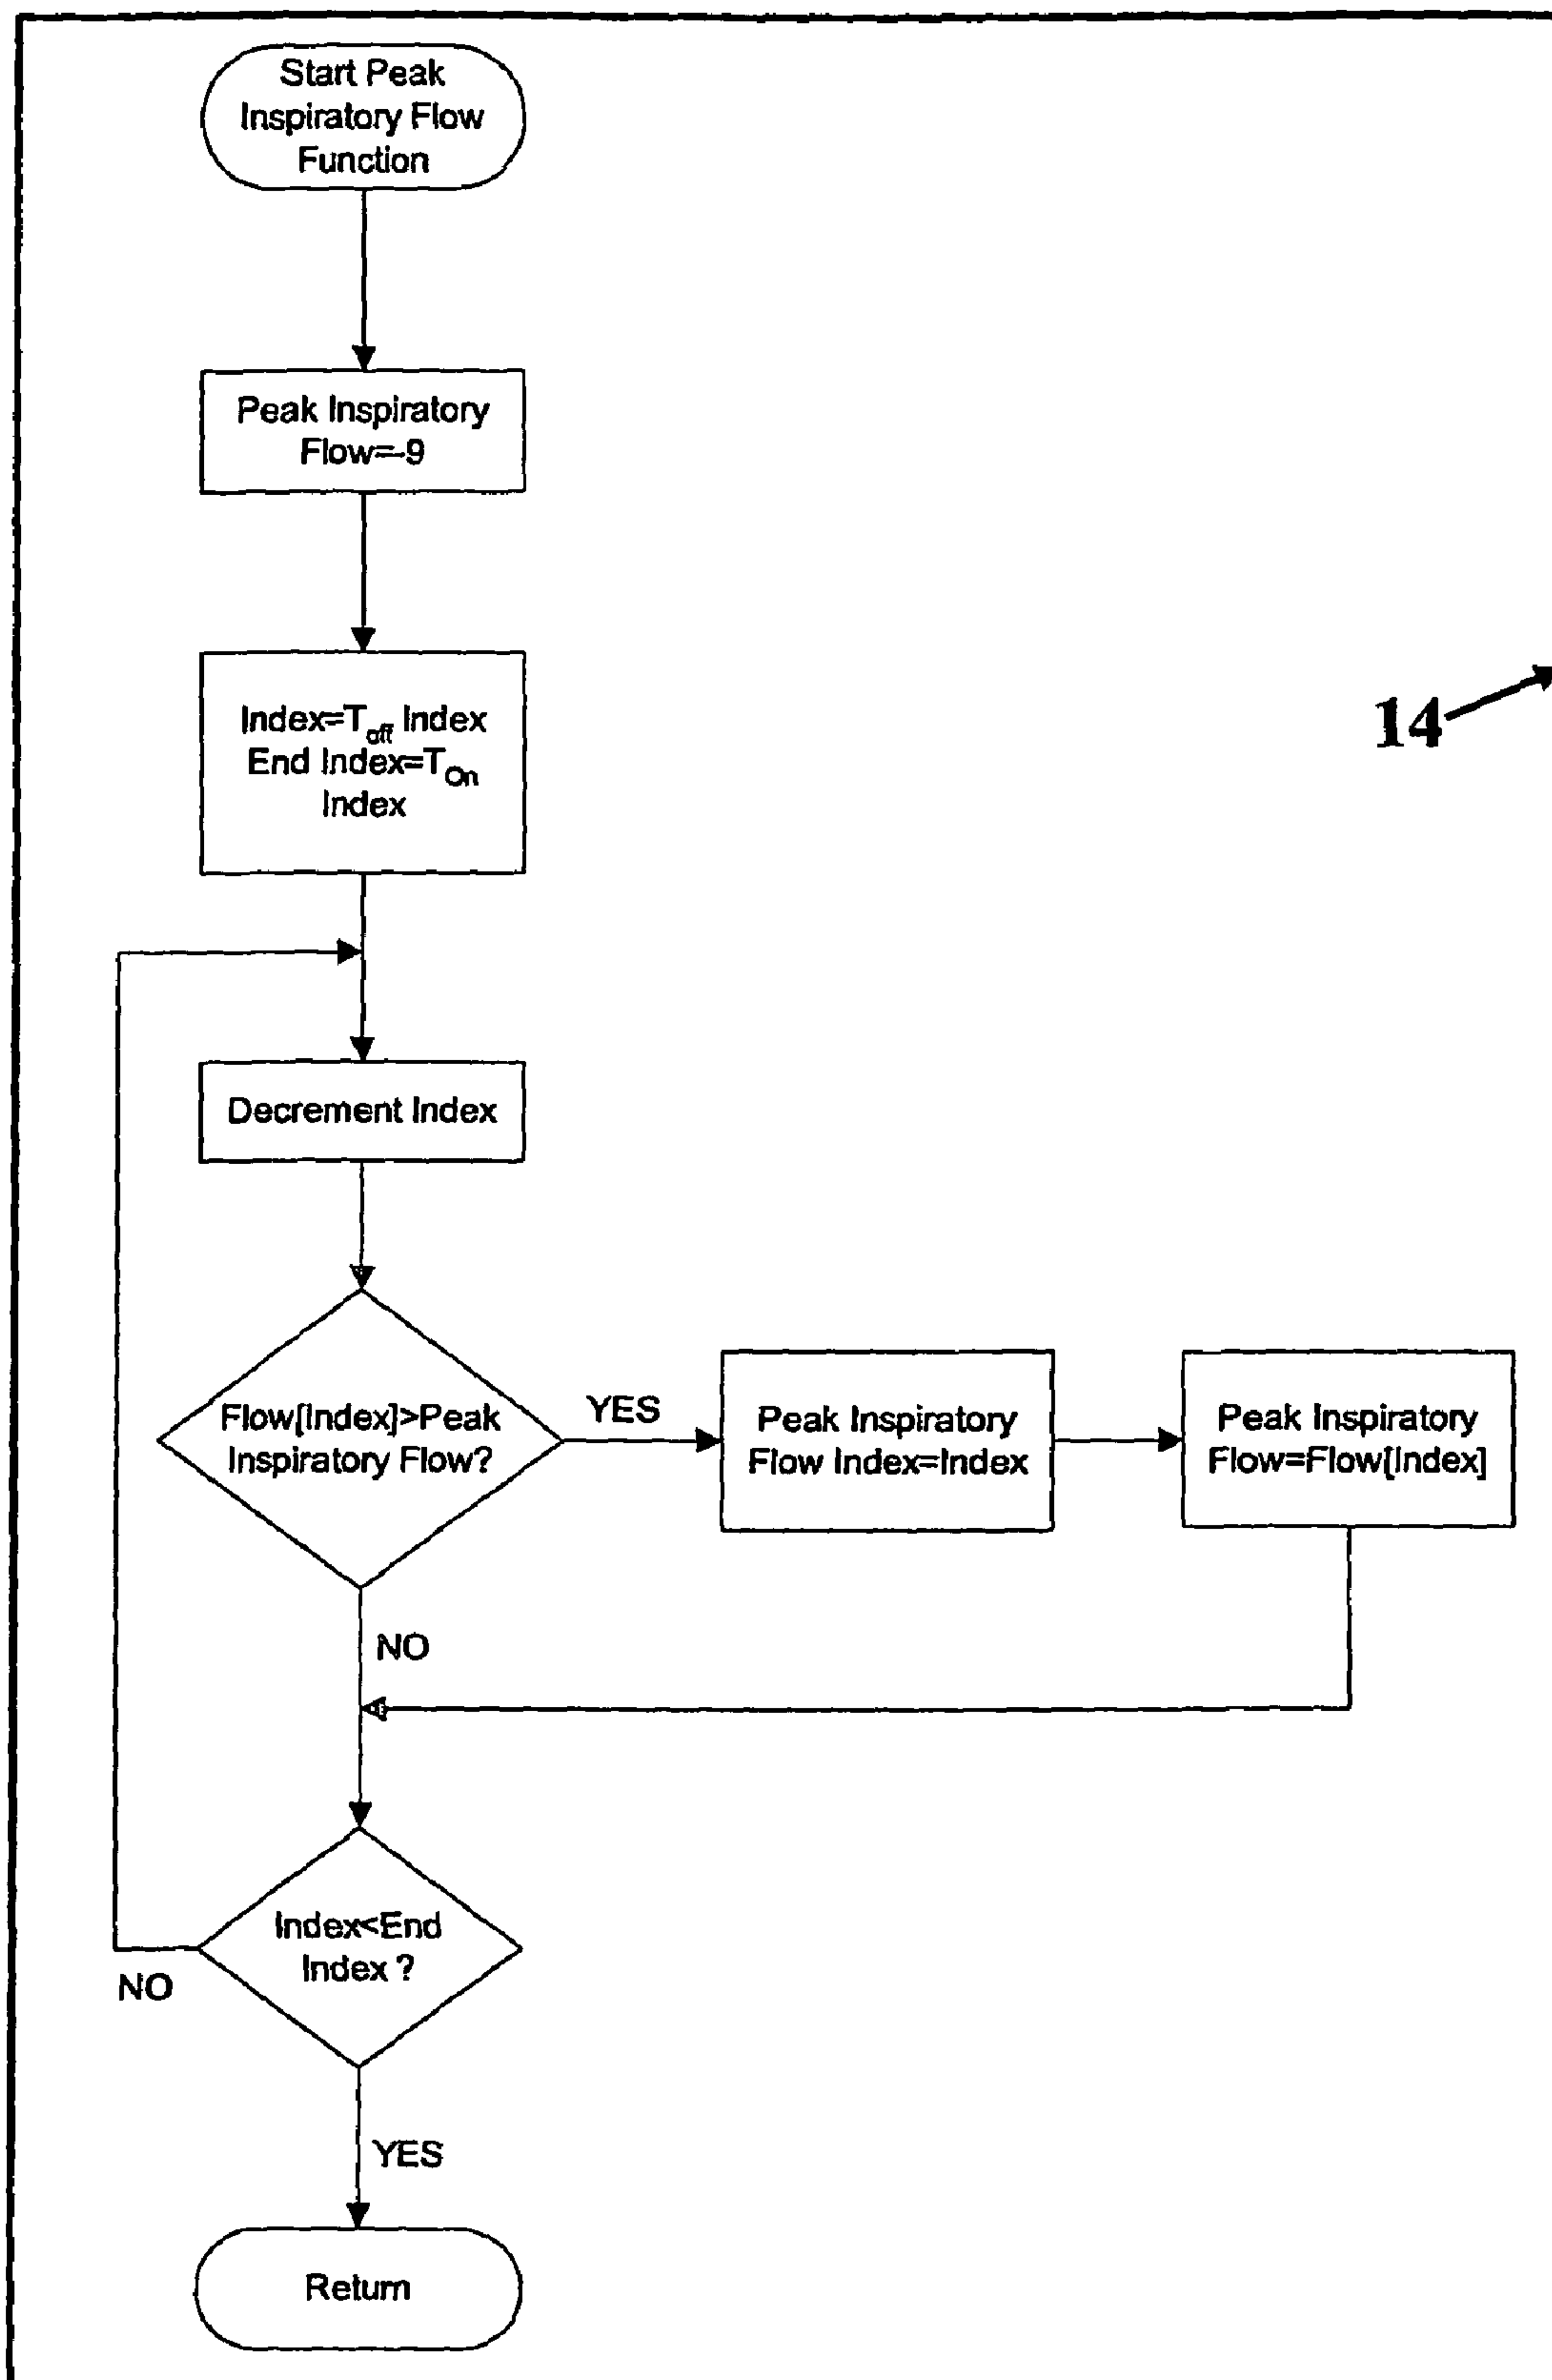 Start Peak
Inspiratory Flow
Function
Peak Inspiratory
Flow=-9
Index=Toff Index
End Index=TOn
Index
14
Decrement Index
Flow[Index]>Peak
Inspiratory Flow?
YES
Peak Inspiratory
Flow Index=Index
Peak Inspiratory
Flow=Flow[Index]
NO
Index<End
Index ?
NO
YES
Return